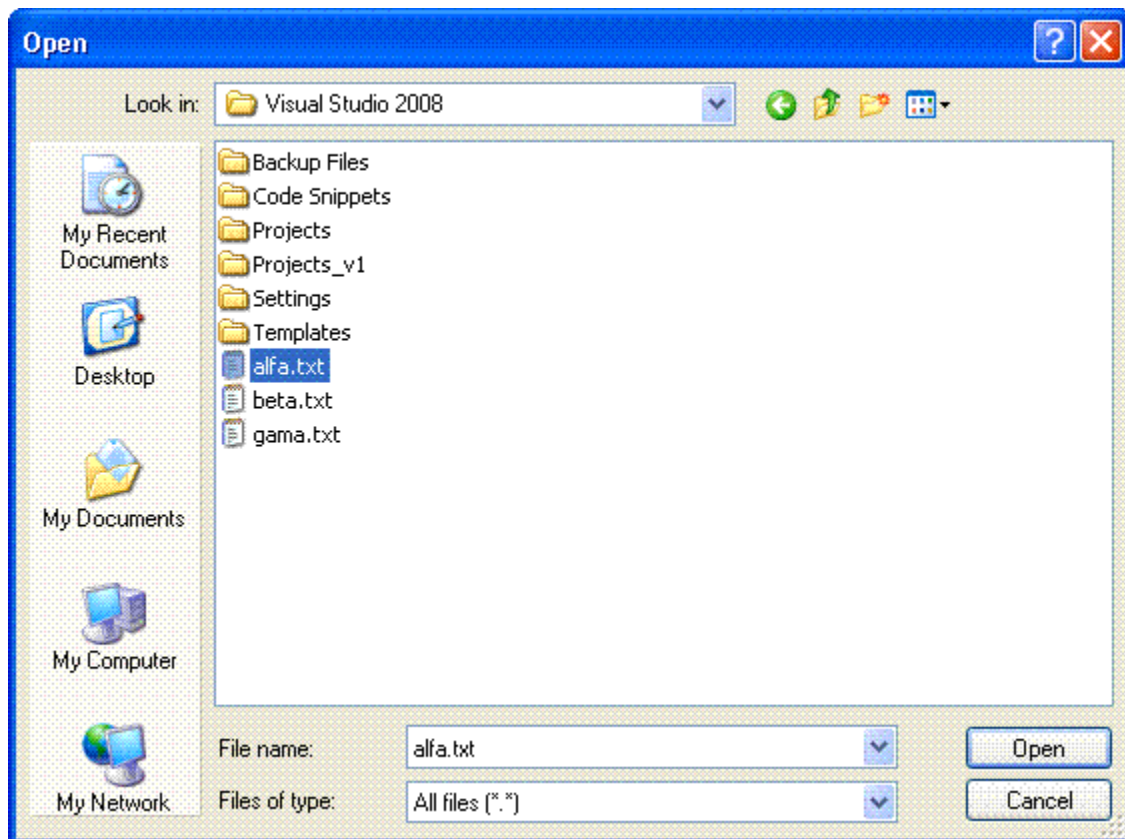 Open
Look in: Visual Studio 2008
My Recent
Documents
Desktop
My Documents
My Computer
My Network
Backup Files
Code Snippets
Projects
Projects_v1
Settings
Templates
alfa.txt
beta.txt
gama.txt
File name: alfa.txt Open
Files of type: All files (*.*) Cancel